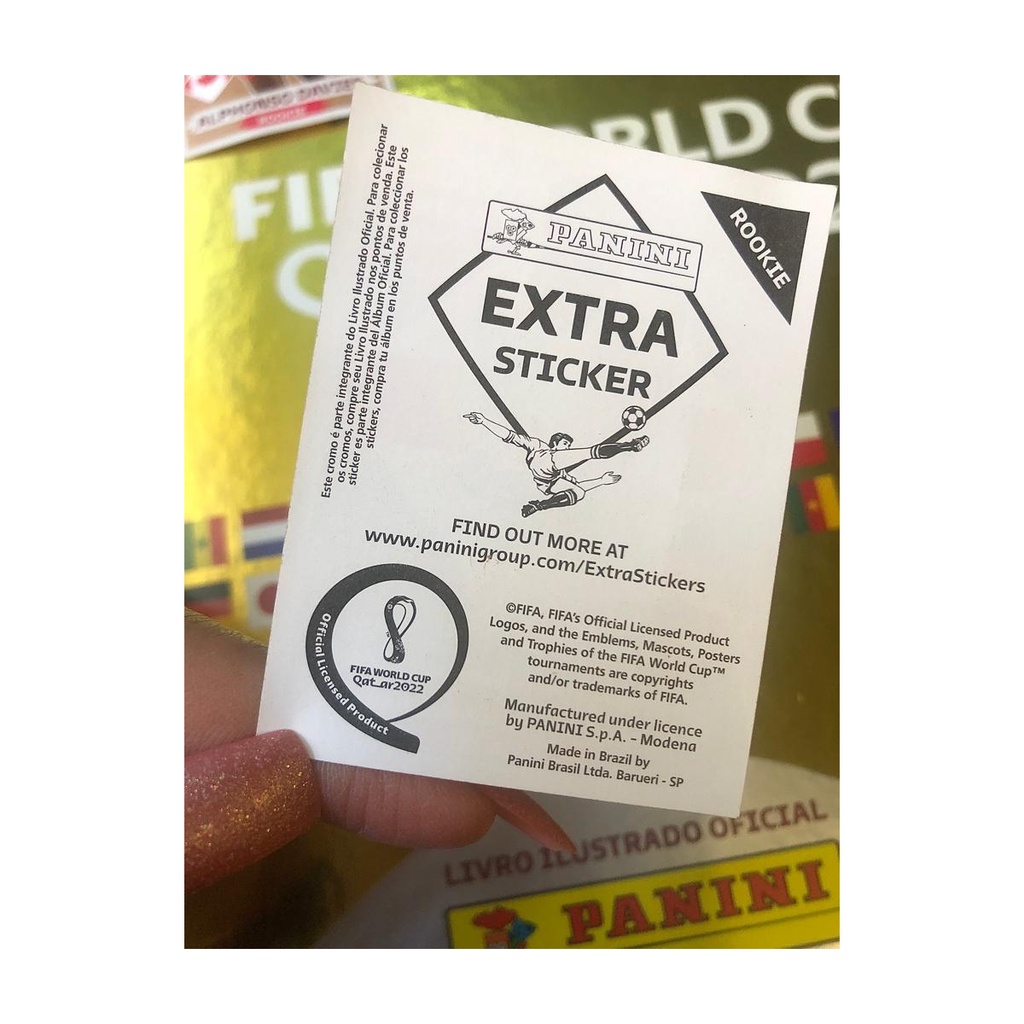 ALPHONSO DAVIES
ROOKIE
FI
ORLD C
Este cromo é parte integrante do Livro Ilustrado Oficial. Para colecionar
os cromos, compre seu Livro Ilustrado nos pontos de venda. Este
sticker es parte integrante del Álbum Oficial. Para coleccionar los
stickers, compra tu álbum en los puntos de venta.
PANINI
ROOKIE
EXTRA
STICKER
FIND OUT MORE AT
www.paninigroup.com/ExtraStickers
©FIFA, FIFA's Official Licensed Product
Logos, and the Emblems, Mascots, Posters
and Trophies of the FIFA World Cup™
tournaments are copyrights
and/or trademarks of FIFA.
Manufactured under licence
by PANINI S.p.A. - Modena
Made in Brazil by
Panini Brasil Ltda. Barueri - SP
FIFA WORLD CUP
Qatar2022
Official Licensed Product
LIVRO ILUSTRADO OFICIAL
PANINI